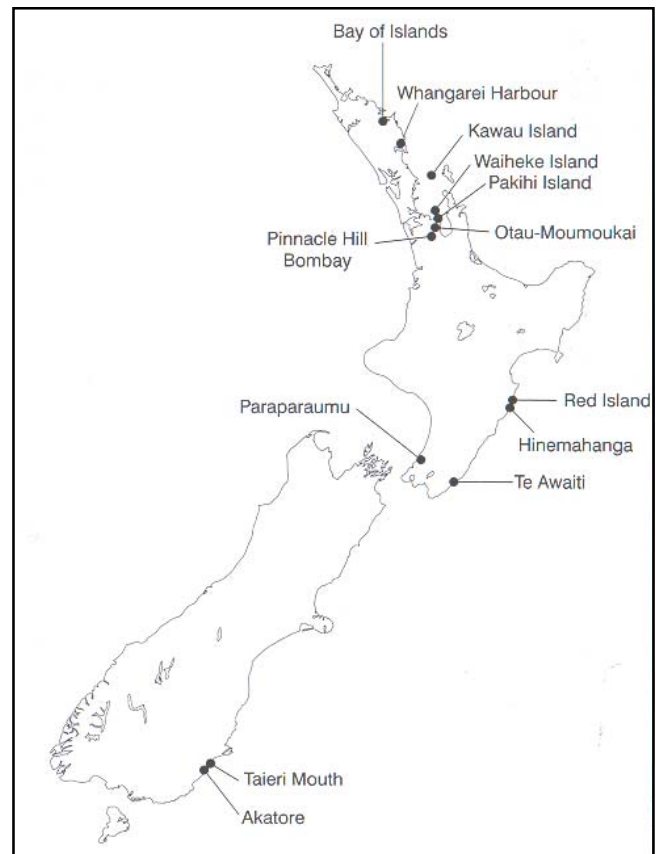 Bay of Islands
Whangarei Harbour
Kawau Island
Waiheke Island
Pakihi Island
Otau-Moumoukai
Pinnacle Hill
Bombay
Red Island
Paraparaumu
Hinemahanga
Te Awaiti
Taieri Mouth
Akatore